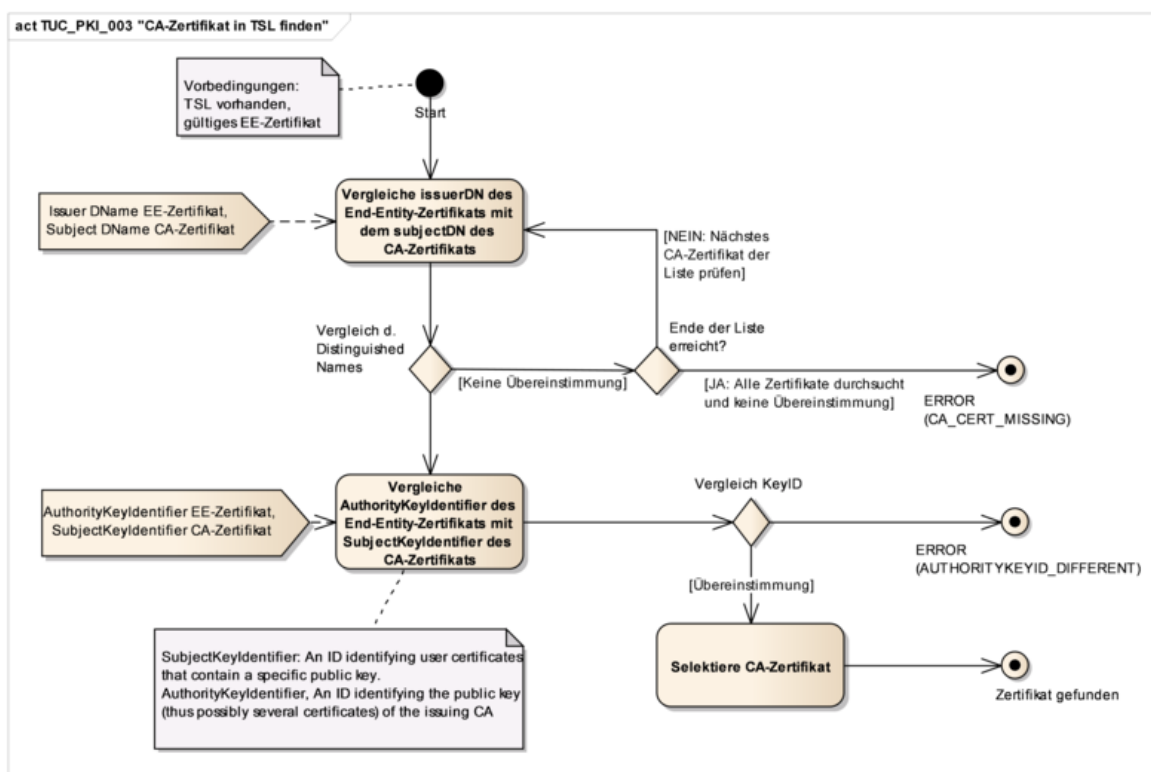 act TUC_PKI_003 "CA-Zertifikat in TSL finden"
Vorbedingungen:
TSL vorhanden,
gültiges EE-Zertifikat
Start
Issuer DName EE-Zertifikat,
Subject DName CA-Zertifikat
Vergleiche issuerDN des
End-Entity-Zertifikats mit
dem subjectDN des
CA-Zertifikats
[NEIN: Nächstes
CA-Zertifikat der
Liste prüfen]
Vergleich d.
Distinguished
Names
[Keine Übereinstimmung]
Ende der Liste
erreicht?
[JA: Alle Zertifikate durchsucht
und keine Übereinstimmung]
ERROR
(CA_CERT_MISSING)
AuthorityKeyIdentifier EE-Zertifikat,
SubjectKeyIdentifier CA-Zertifikat
Vergleiche
AuthorityKeyIdentifier des
End-Entity-Zertifikats mit
SubjectKeyIdentifier des
CA-Zertifikats
Vergleich KeyID
ERROR
(AUTHORITYKEYID_DIFFERENT)
[Übereinstimmung]
Selektiere CA-Zertifikat
Zertifikat gefunden
SubjectKeyIdentifier: An ID identifying user certificates
that contain a specific public key.
AuthorityKeyIdentifier, An ID identifying the public key
(thus possibly several certificates) of the issuing CA